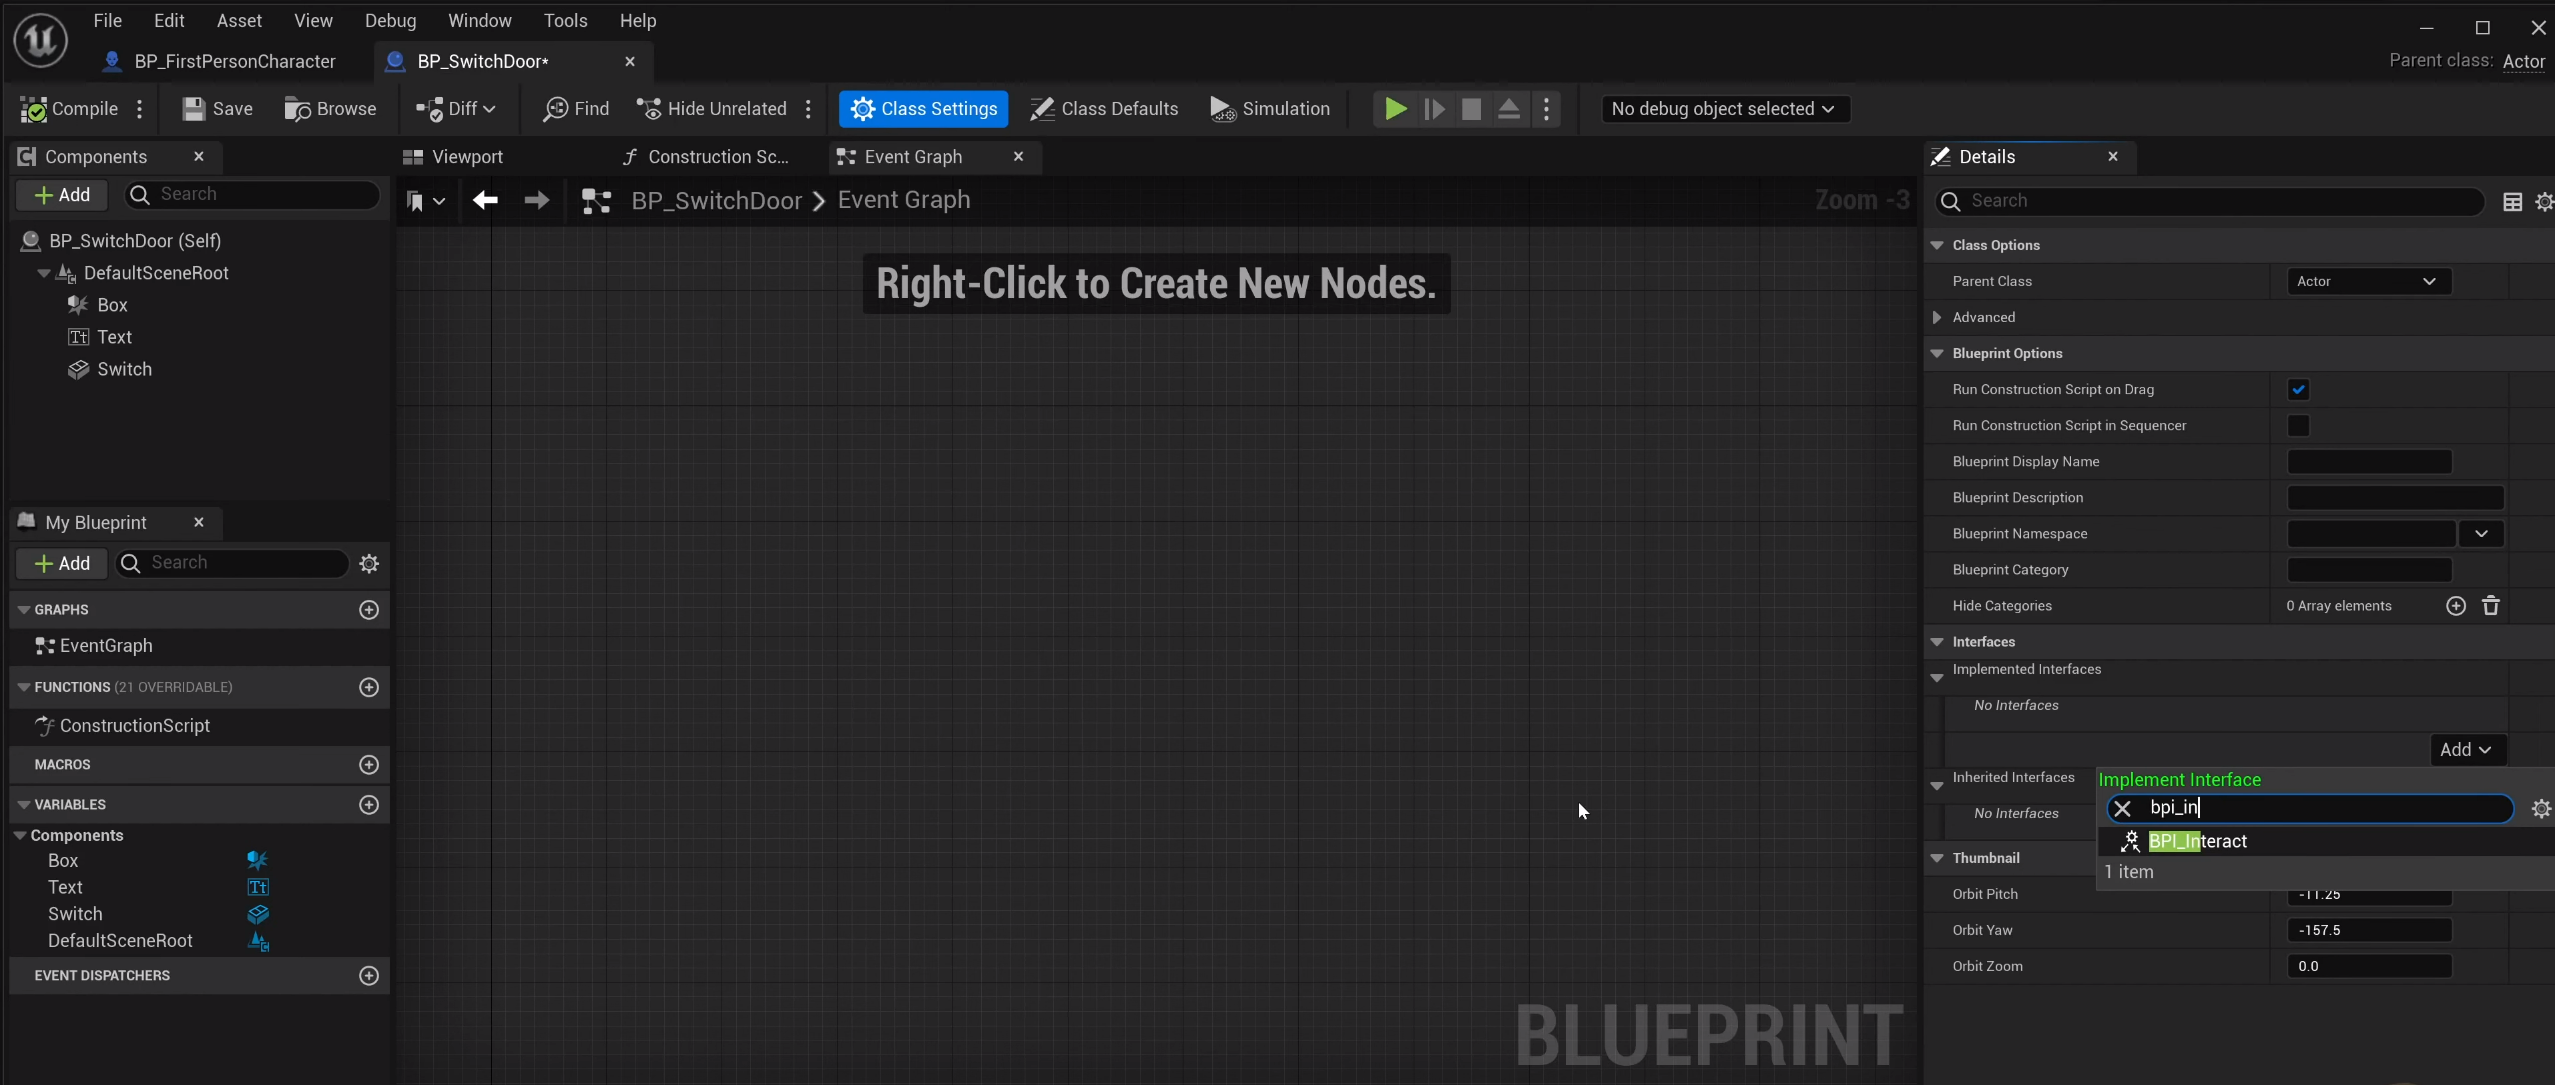 File Edit Asset View Debug Window Tools Help
BP_FirstPersonCharacter BP_SwitchDoor*
Parent class: Actor
Compile Save Browse Diff Find Hide Unrelated Class Settings Class Defaults Simulation No debug object selected
Components
Viewport Construction Sc... Event Graph
Details
Add Search
BP_SwitchDoor > Event Graph
Zoom -3
Search
BP_SwitchDoor (Self)
DefaultSceneRoot
Box
Text
Switch
Right-Click to Create New Nodes.
Class Options
Parent Class Actor
Advanced
Blueprint Options
Run Construction Script on Drag
Run Construction Script in Sequencer
Blueprint Display Name
Blueprint Description
Blueprint Namespace
Blueprint Category
Hide Categories 0 Array elements
Interfaces
Implemented Interfaces
No Interfaces
Add
Inherited Interfaces
No Interfaces
Implement Interface
bpi_in
BPI_Interact
1 item
Thumbnail
Orbit Pitch -11.25
Orbit Yaw -157.5
Orbit Zoom 0.0
My Blueprint
Add Search
GRAPHS
EventGraph
FUNCTIONS (21 OVERRIDABLE)
ConstructionScript
MACROS
VARIABLES
Components
Box
Text
Switch
DefaultSceneRoot
EVENT DISPATCHERS
BLUEPRINT